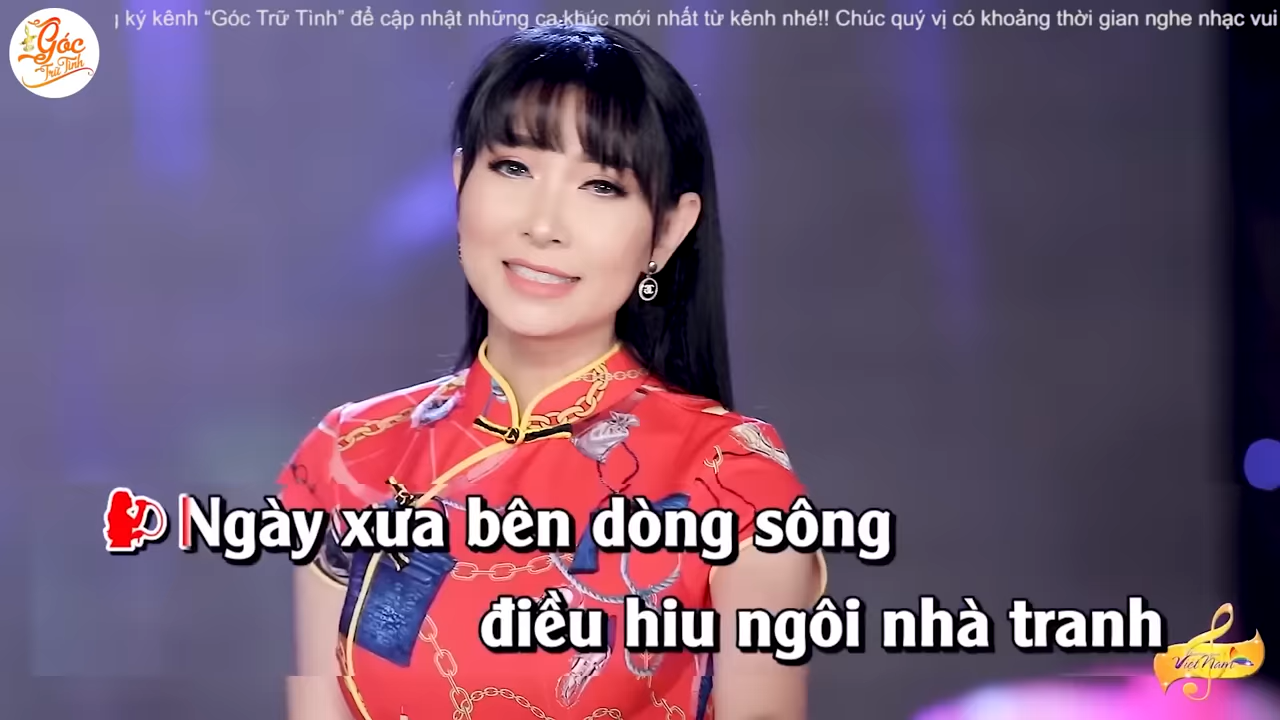 ký kênh “Góc Trữ Tình” để cập nhật những ca khúc mới nhất từ kênh nhé!! Chúc quý vị có khoảng thời gian nghe nhạc vui
Góc
Trữ Tình
Ngày xưa bên dòng sông
điều hiu ngôi nhà tranh
Việt Nam